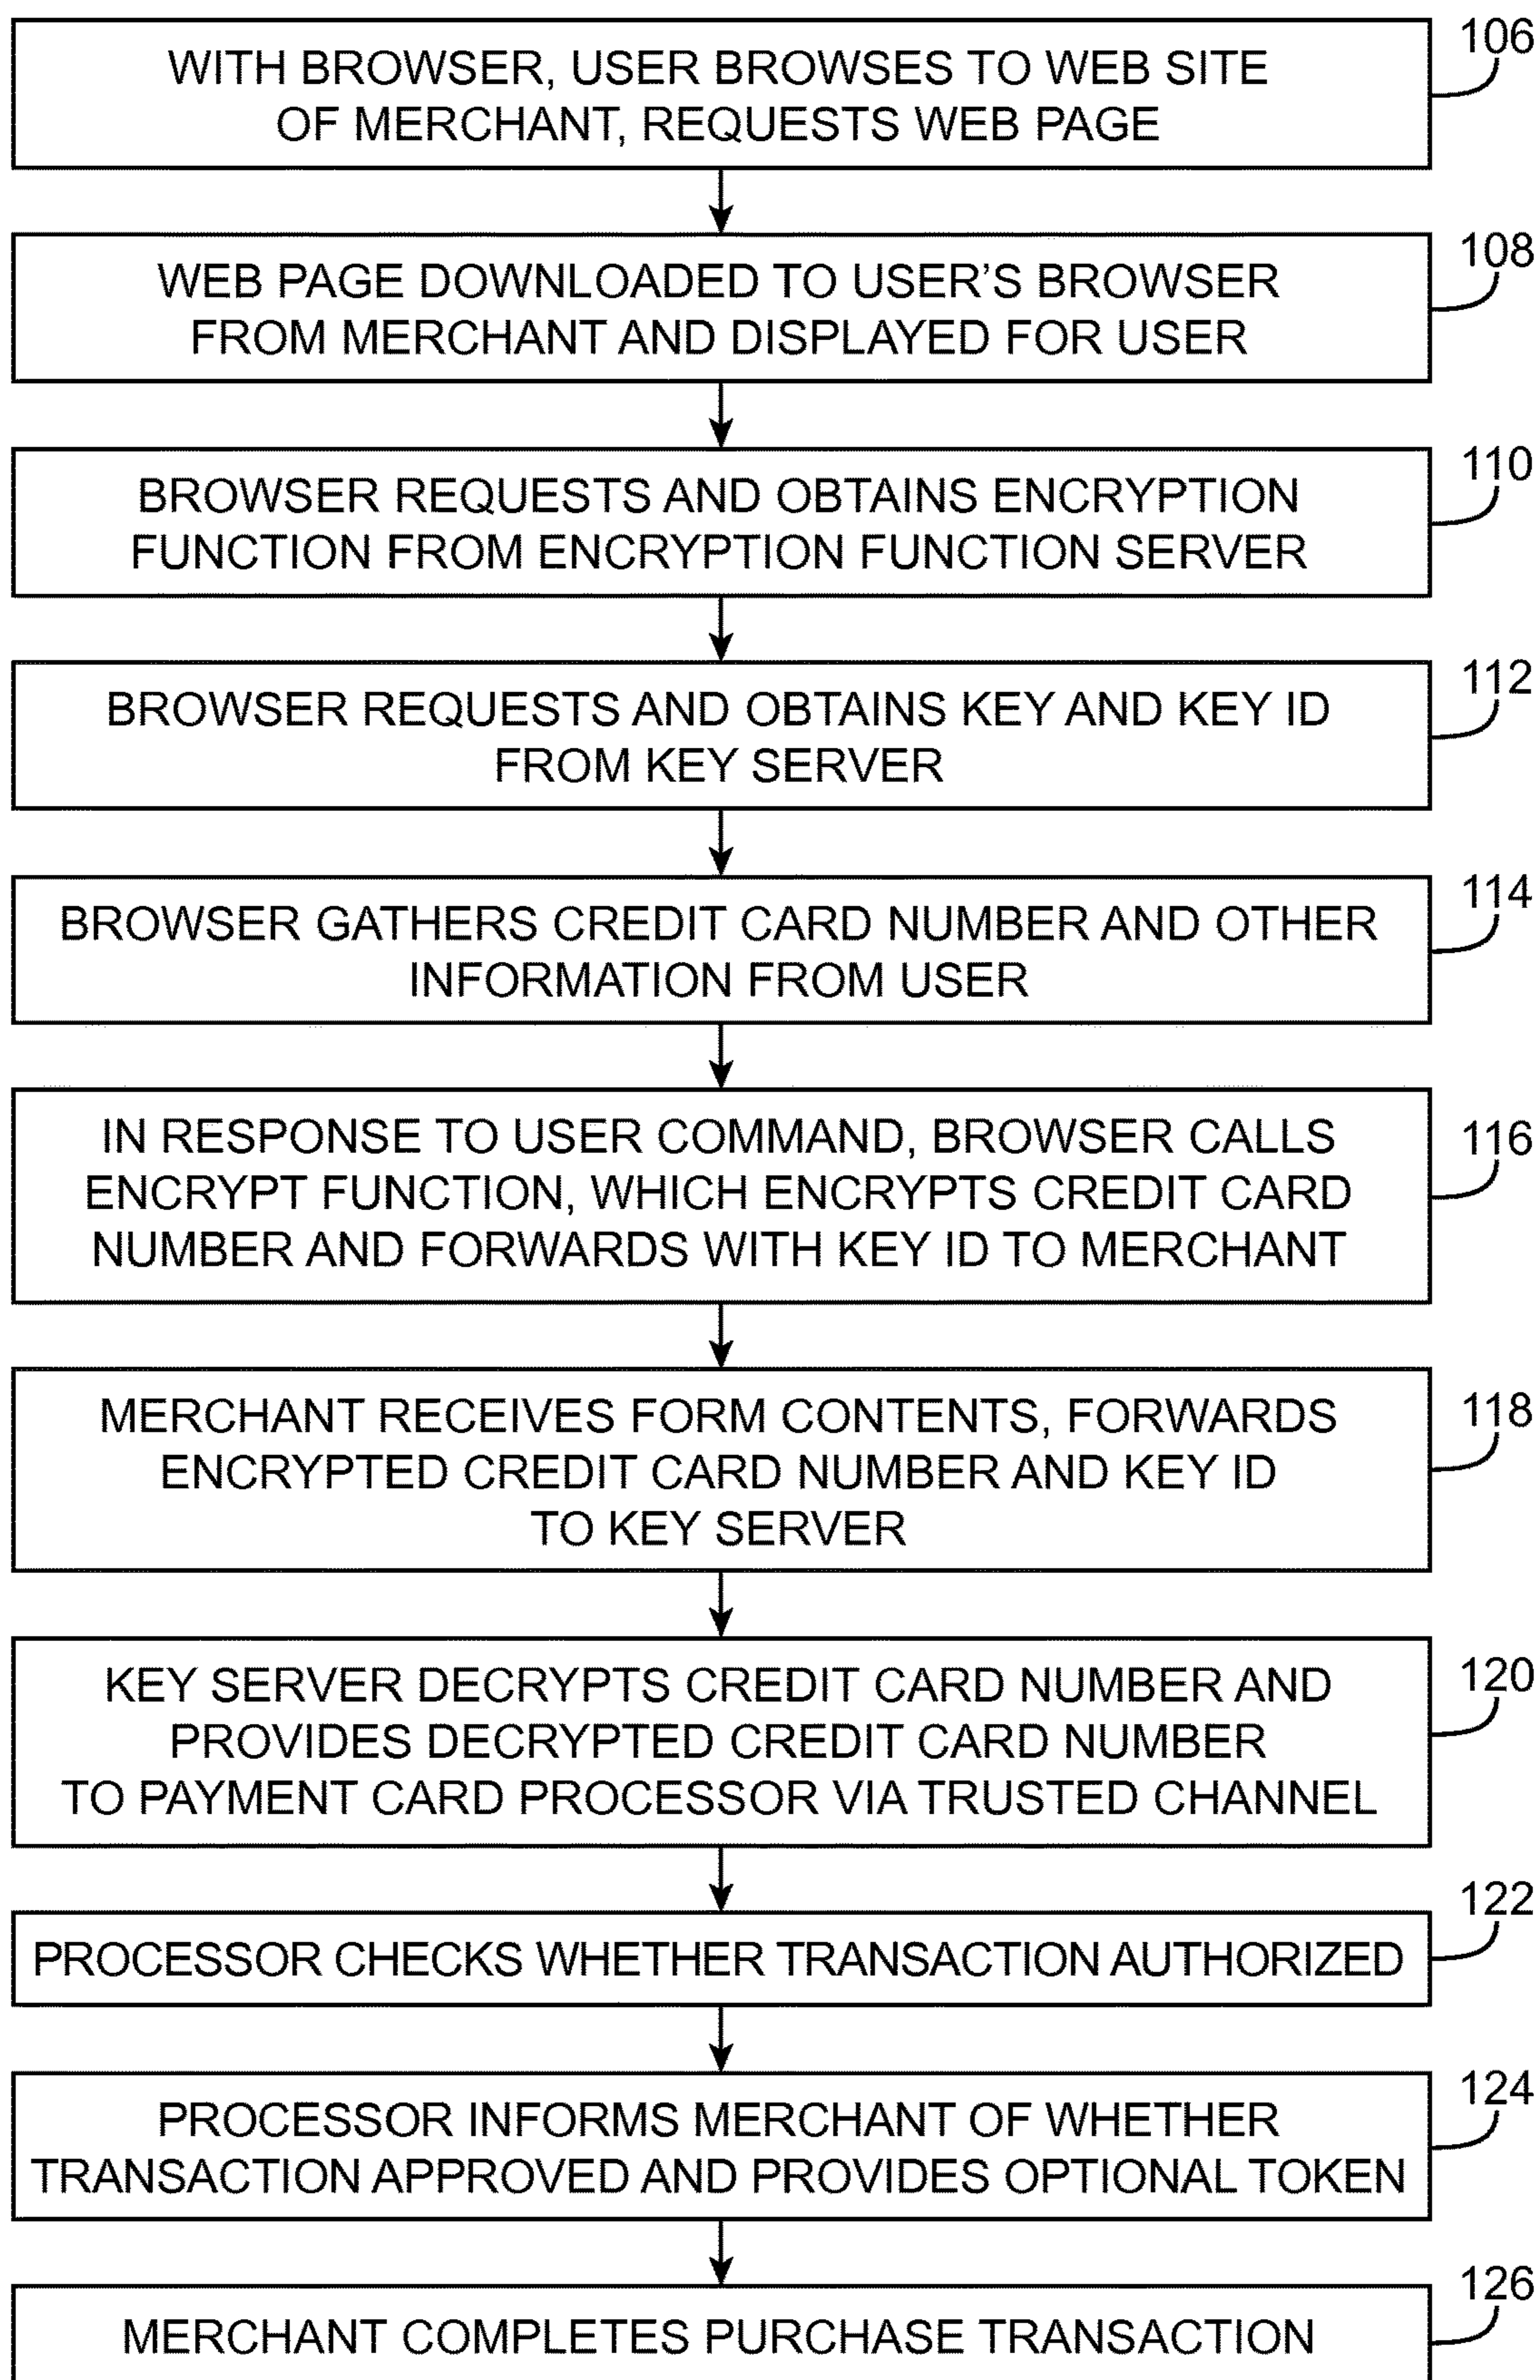 106
WITH BROWSER, USER BROWSES TO WEB SITE
OF MERCHANT, REQUESTS WEB PAGE
108
WEB PAGE DOWNLOADED TO USER'S BROWSER
FROM MERCHANT AND DISPLAYED FOR USER
110
BROWSER REQUESTS AND OBTAINS ENCRYPTION
FUNCTION FROM ENCRYPTION FUNCTION SERVER
112
BROWSER REQUESTS AND OBTAINS KEY AND KEY ID
FROM KEY SERVER
114
BROWSER GATHERS CREDIT CARD NUMBER AND OTHER
INFORMATION FROM USER
116
IN RESPONSE TO USER COMMAND, BROWSER CALLS
ENCRYPT FUNCTION, WHICH ENCRYPTS CREDIT CARD
NUMBER AND FORWARDS WITH KEY ID TO MERCHANT
118
MERCHANT RECEIVES FORM CONTENTS, FORWARDS
ENCRYPTED CREDIT CARD NUMBER AND KEY ID
TO KEY SERVER
120
KEY SERVER DECRYPTS CREDIT CARD NUMBER AND
PROVIDES DECRYPTED CREDIT CARD NUMBER
TO PAYMENT CARD PROCESSOR VIA TRUSTED CHANNEL
122
PROCESSOR CHECKS WHETHER TRANSACTION AUTHORIZED
124
PROCESSOR INFORMS MERCHANT OF WHETHER
TRANSACTION APPROVED AND PROVIDES OPTIONAL TOKEN
126
MERCHANT COMPLETES PURCHASE TRANSACTION